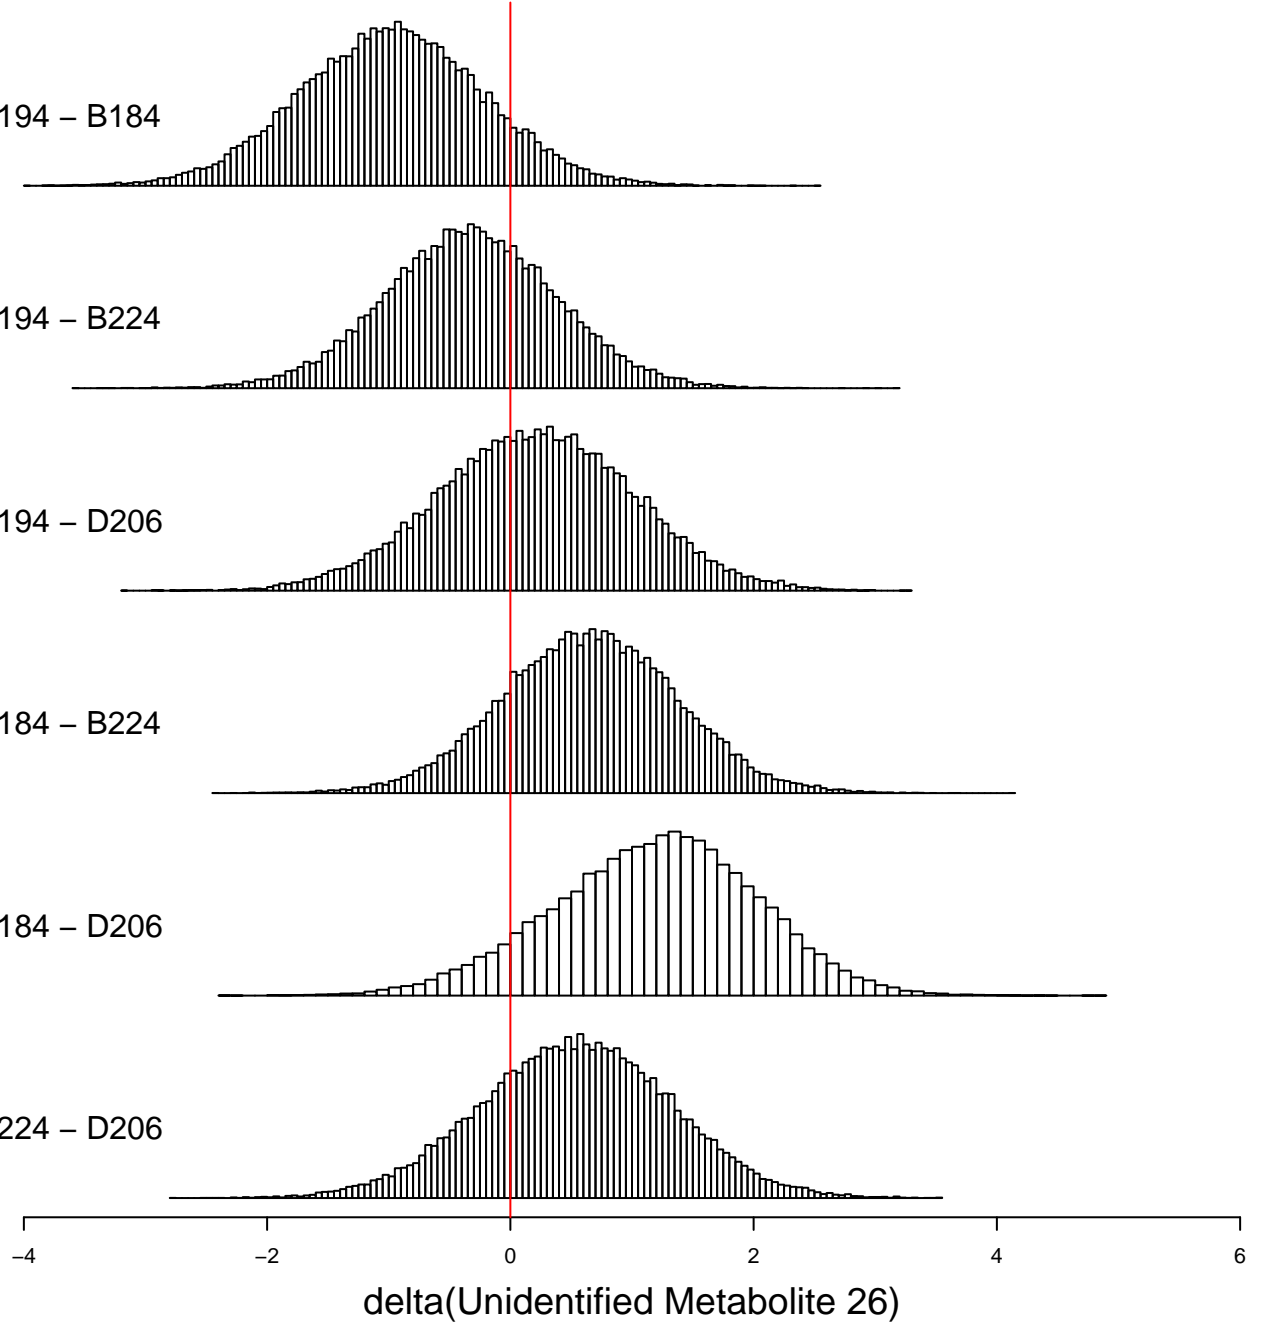 194 – B184
194 – B224
194 – D206
184 – B224
184 – D206
224 – D206
−4 −2 0 2 4 6
delta(Unidentified Metabolite 26)